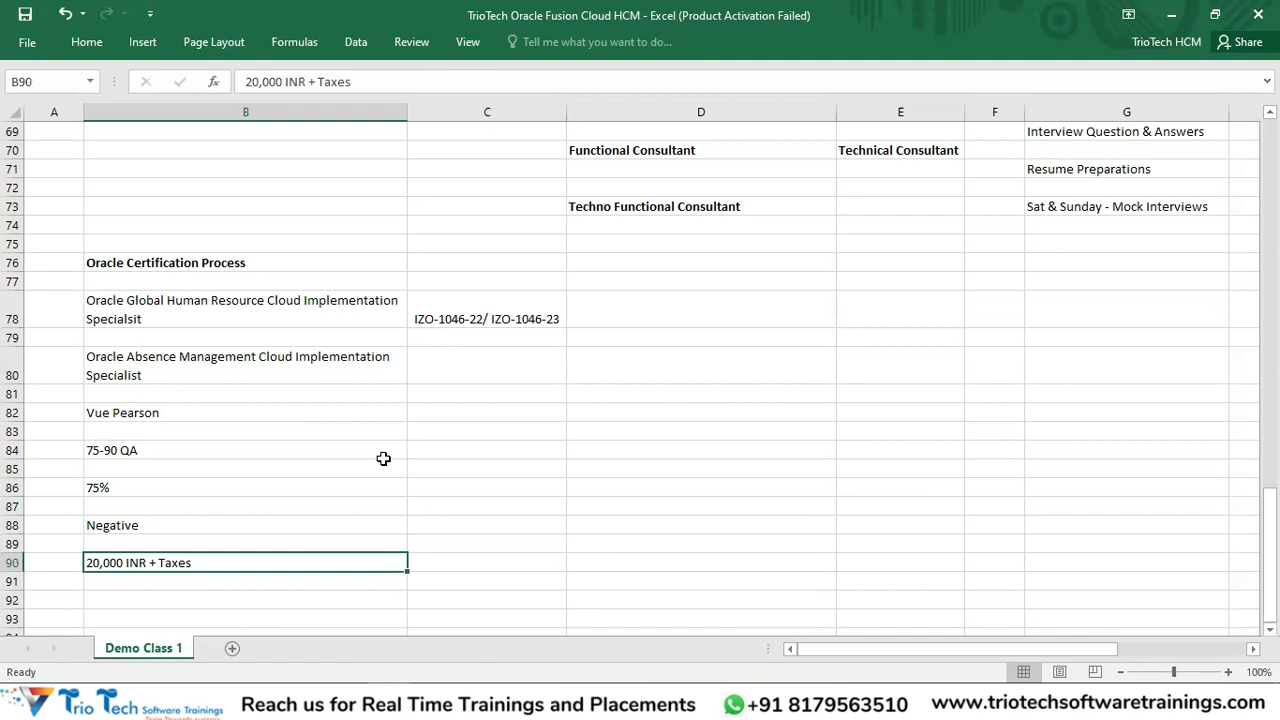 TrioTech Oracle Fusion Cloud HCM - Excel (Product Activation Failed)
File Home Insert Page Layout Formulas Data Review View Tell me what you want to do... TrioTech HCM Share
B90 fx 20,000 INR + Taxes
A B C D E F G
69 Interview Question & Answers
70 Functional Consultant Technical Consultant
71 Resume Preparations
72
73 Techno Functional Consultant Sat & Sunday - Mock Interviews
74
75
76 Oracle Certification Process
77
Oracle Global Human Resource Cloud Implementation
78 Specialsit IZO-1046-22/ IZO-1046-23
79
Oracle Absence Management Cloud Implementation
80 Specialist
81
82 Vue Pearson
83
84 75-90 QA
85
86 75%
87
88 Negative
89
90 20,000 INR + Taxes
91
92
93
Demo Class 1
Ready 100%
Trio Tech Software Trainings Reach us for Real Time Trainings and Placements +91 8179563510 www.triotechsoftwaretrainings.com
Train Towards success